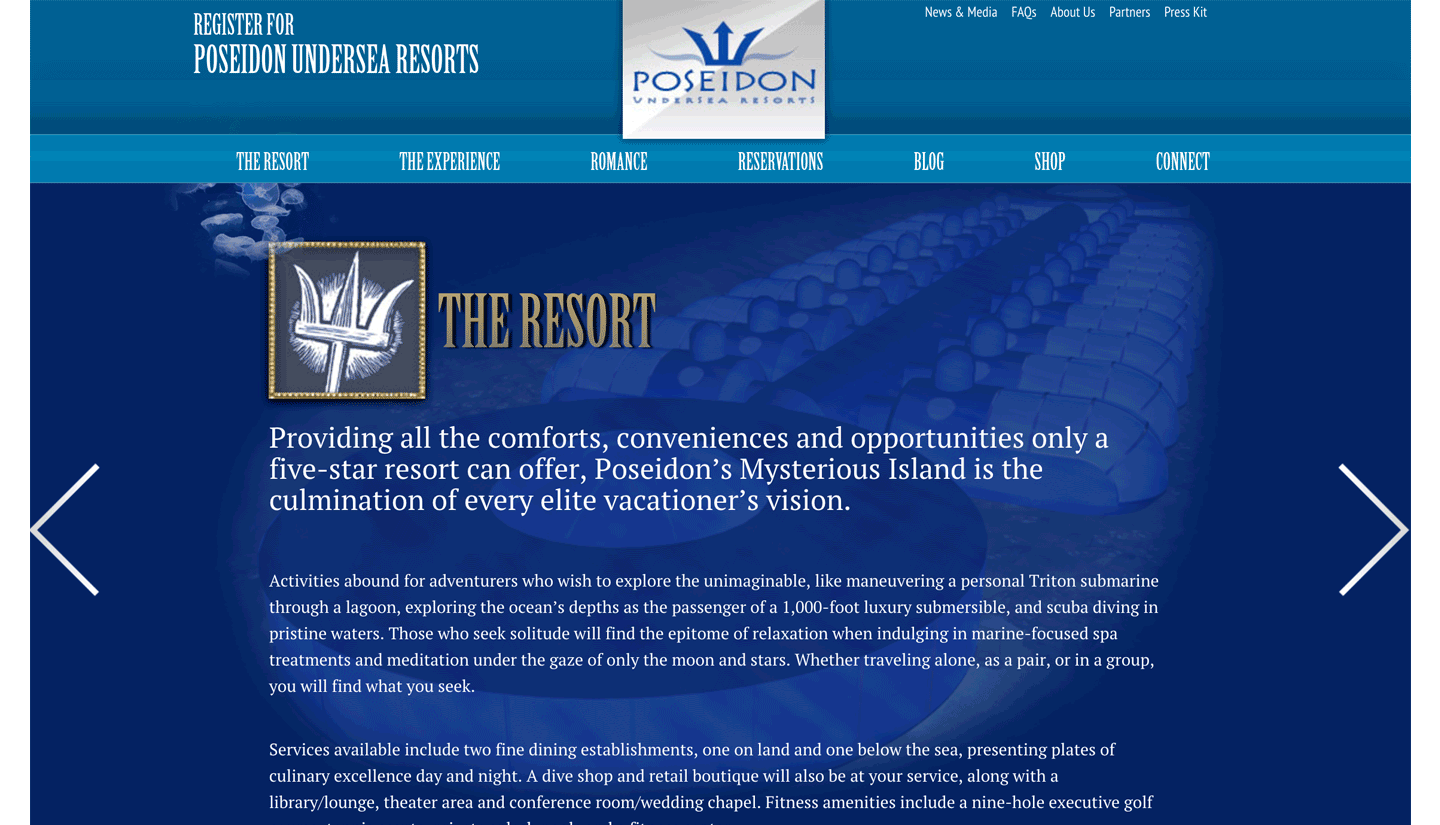 REGISTER FOR
POSEIDON UNDERSEA RESORTS
POSEIDON
UNDERSEA RESORTS
News & Media FAQs About Us Partners Press Kit
THE RESORT THE EXPERIENCE ROMANCE RESERVATIONS BLOG SHOP CONNECT
THE RESORT
Providing all the comforts, conveniences and opportunities only a
five-star resort can offer, Poseidon’s Mysterious Island is the
culmination of every elite vacationer’s vision.
Activities abound for adventurers who wish to explore the unimaginable, like maneuvering a personal Triton submarine
through a lagoon, exploring the ocean’s depths as the passenger of a 1,000-foot luxury submersible, and scuba diving in
pristine waters. Those who seek solitude will find the epitome of relaxation when indulging in marine-focused spa
treatments and meditation under the gaze of only the moon and stars. Whether traveling alone, as a pair, or in a group,
you will find what you seek.
Services available include two fine dining establishments, one on land and one below the sea, presenting plates of
culinary excellence day and night. A dive shop and retail boutique will also be at your service, along with a
library/lounge, theater area and conference room/wedding chapel. Fitness amenities include a nine-hole executive golf